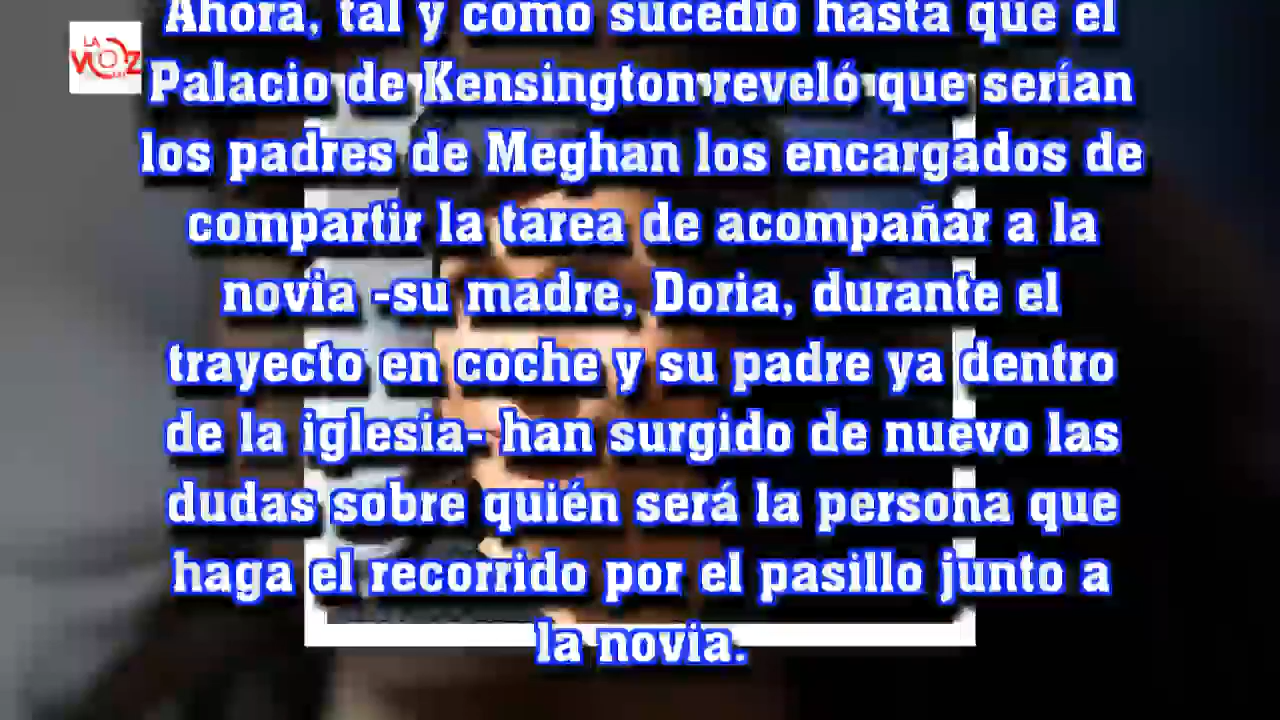 LA
VOZ
Ahora, tal y como sucedió hasta que el
Palacio de Kensington reveló que serían
los padres de Meghan los encargados de
compartir la tarea de acompañar a la
novia -su madre, Doria, durante el
trayecto en coche y su padre ya dentro
de la iglesia- han surgido de nuevo las
dudas sobre quién será la persona que
haga el recorrido por el pasillo junto a
la novia.